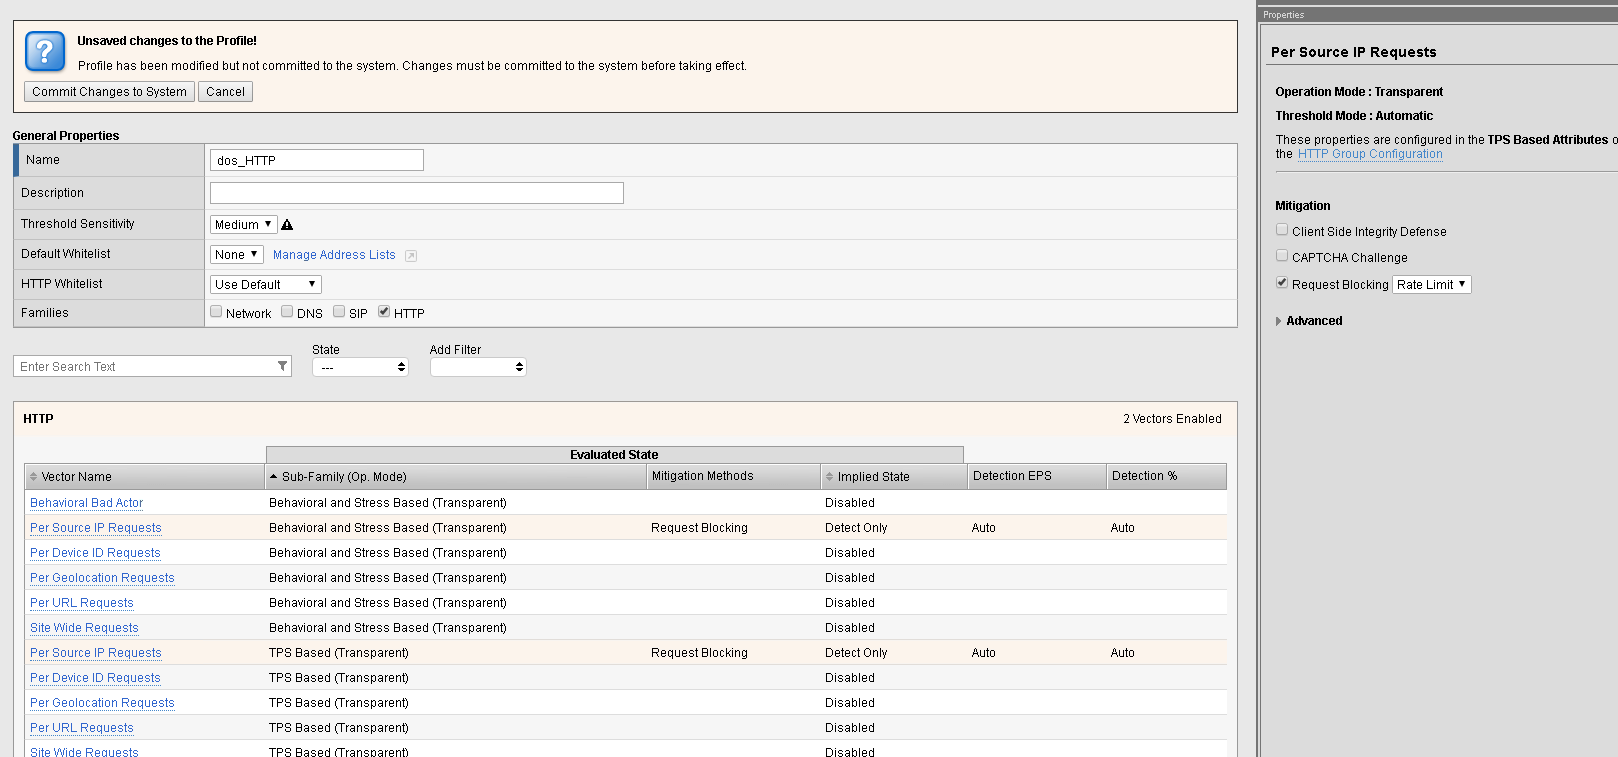 Unsaved changes to the Profile!
Profile has been modified but not committed to the system. Changes must be committed to the system before taking effect.
Commit Changes to System Cancel
General Properties
Name dos_HTTP
Description
Threshold Sensitivity Medium
Default Whitelist None Manage Address Lists
HTTP Whitelist Use Default
Families Network DNS SIP HTTP
State Add Filter
Enter Search Text ---
HTTP 2 Vectors Enabled
Evaluated State
Vector Name Sub-Family (Op. Mode) Mitigation Methods Implied State Detection EPS Detection %
Behavioral Bad Actor Behavioral and Stress Based (Transparent) Disabled
Per Source IP Requests Behavioral and Stress Based (Transparent) Request Blocking Detect Only Auto Auto
Per Device ID Requests Behavioral and Stress Based (Transparent) Disabled
Per Geolocation Requests Behavioral and Stress Based (Transparent) Disabled
Per URL Requests Behavioral and Stress Based (Transparent) Disabled
Site Wide Requests Behavioral and Stress Based (Transparent) Disabled
Per Source IP Requests TPS Based (Transparent) Request Blocking Detect Only Auto Auto
Per Device ID Requests TPS Based (Transparent) Disabled
Per Geolocation Requests TPS Based (Transparent) Disabled
Per URL Requests TPS Based (Transparent) Disabled
Site Wide Requests TPS Based (Transparent) Disabled
Properties
Per Source IP Requests
Operation Mode : Transparent
Threshold Mode : Automatic
These properties are configured in the TPS Based Attributes o
the HTTP Group Configuration
Mitigation
Client Side Integrity Defense
CAPTCHA Challenge
Request Blocking Rate Limit
Advanced